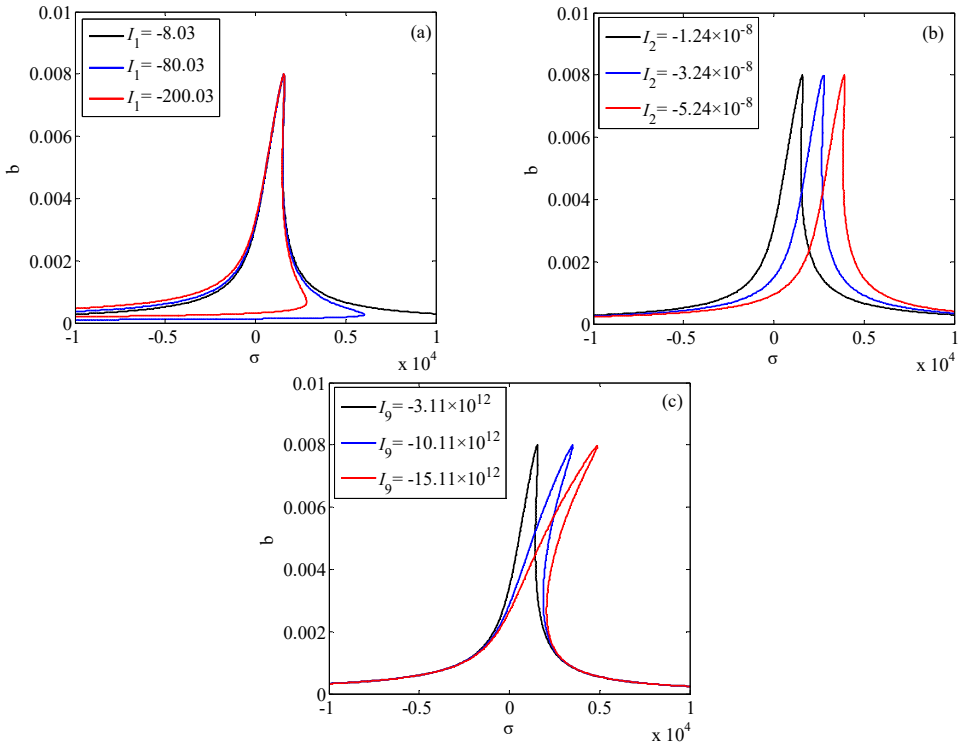 0.01
(a)
I1= -8.03
I1= -80.03
I1= -200.03
0.008
0.006
b
0.004
0.002
0
-1
-0.5
0
0.5
1
σ
x 10^4
0.01
(b)
I2= -1.24×10^-8
I2= -3.24×10^-8
I2= -5.24×10^-8
0.008
0.006
b
0.004
0.002
0
-1
-0.5
0
0.5
1
σ
x 10^4
0.01
(c)
I9= -3.11×10^12
I9= -10.11×10^12
I9= -15.11×10^12
0.008
0.006
b
0.004
0.002
0
-1
-0.5
0
0.5
1
σ
x 10^4